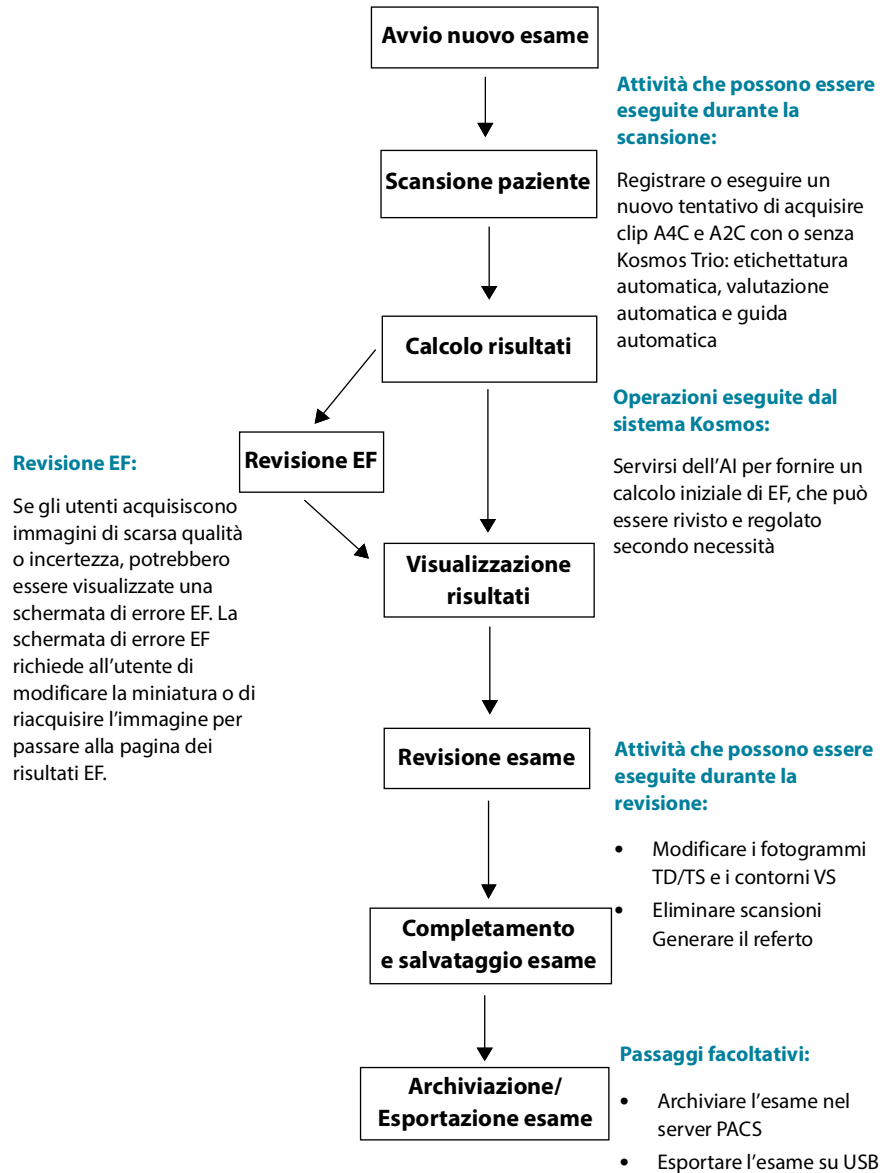 Avvio nuovo esame
Attività che possono essere
eseguite durante la
scansione:
Scansione paziente
Registrare o eseguire un
nuovo tentativo di acquisire
clip A4C e A2C con o senza
Kosmos Trio: etichettatura
automatica, valutazione
automatica e guida
automatica
Calcolo risultati
Operazioni eseguite dal
sistema Kosmos:
Servirsi dell'AI per fornire un
calcolo iniziale di EF, che può
essere rivisto e regolato
secondo necessità
Revisione EF
Revisione EF:
Se gli utenti acquisiscono
immagini di scarsa qualità
o incertezza, potrebbero
essere visualizzate una
schermata di errore EF. La
schermata di errore EF
richiede all'utente di
modificare la miniatura o di
riacquisire l'immagine per
passare alla pagina dei
risultati EF.
Visualizzazione
risultati
Revisione esame
Attività che possono essere
eseguite durante la
revisione:
• Modificare i fotogrammi
TD/TS e i contorni VS
• Eliminare scansioni
Generare il referto
Completamento
e salvataggio esame
Passaggi facoltativi:
Archiviazione/
Esportazione esame
• Archiviare l'esame nel
server PACS
• Esportare l'esame su USB